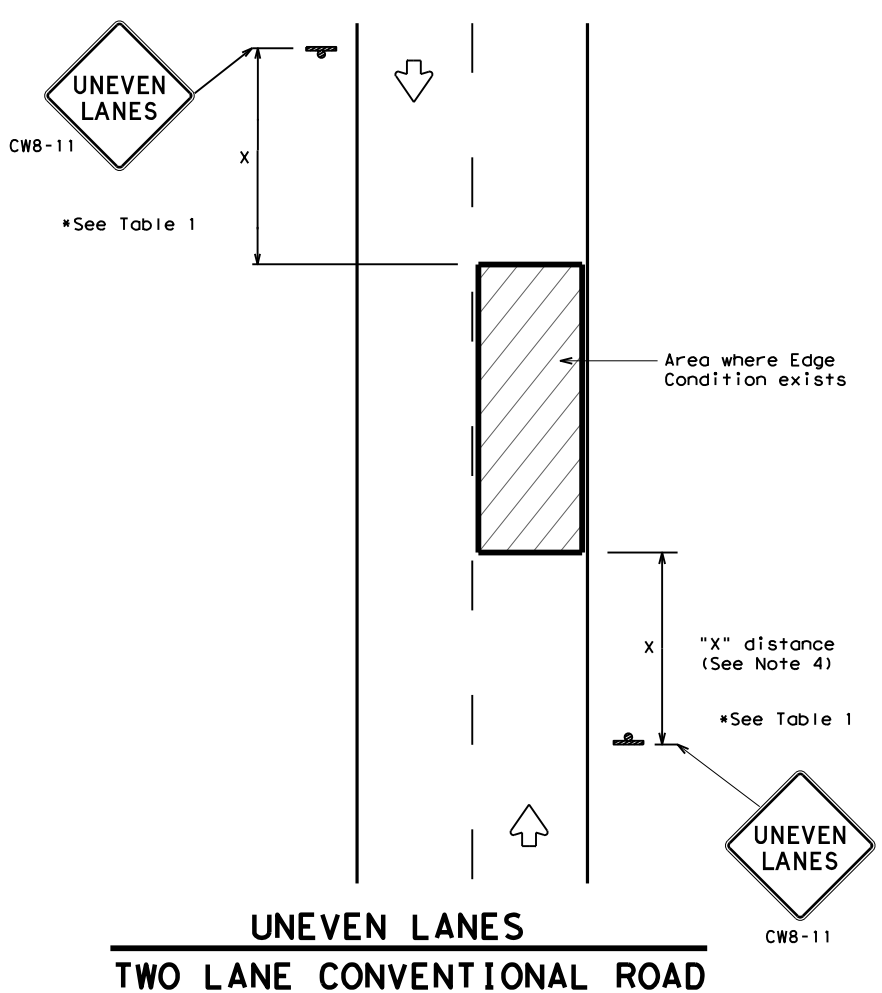 UNEVEN
LANES
CW8-11
X
*See Table 1
Area where Edge
Condition exists
X
"X" distance
(See Note 4)
*See Table 1
UNEVEN
LANES
CW8-11
UNEVEN LANES
TWO LANE CONVENTIONAL ROAD